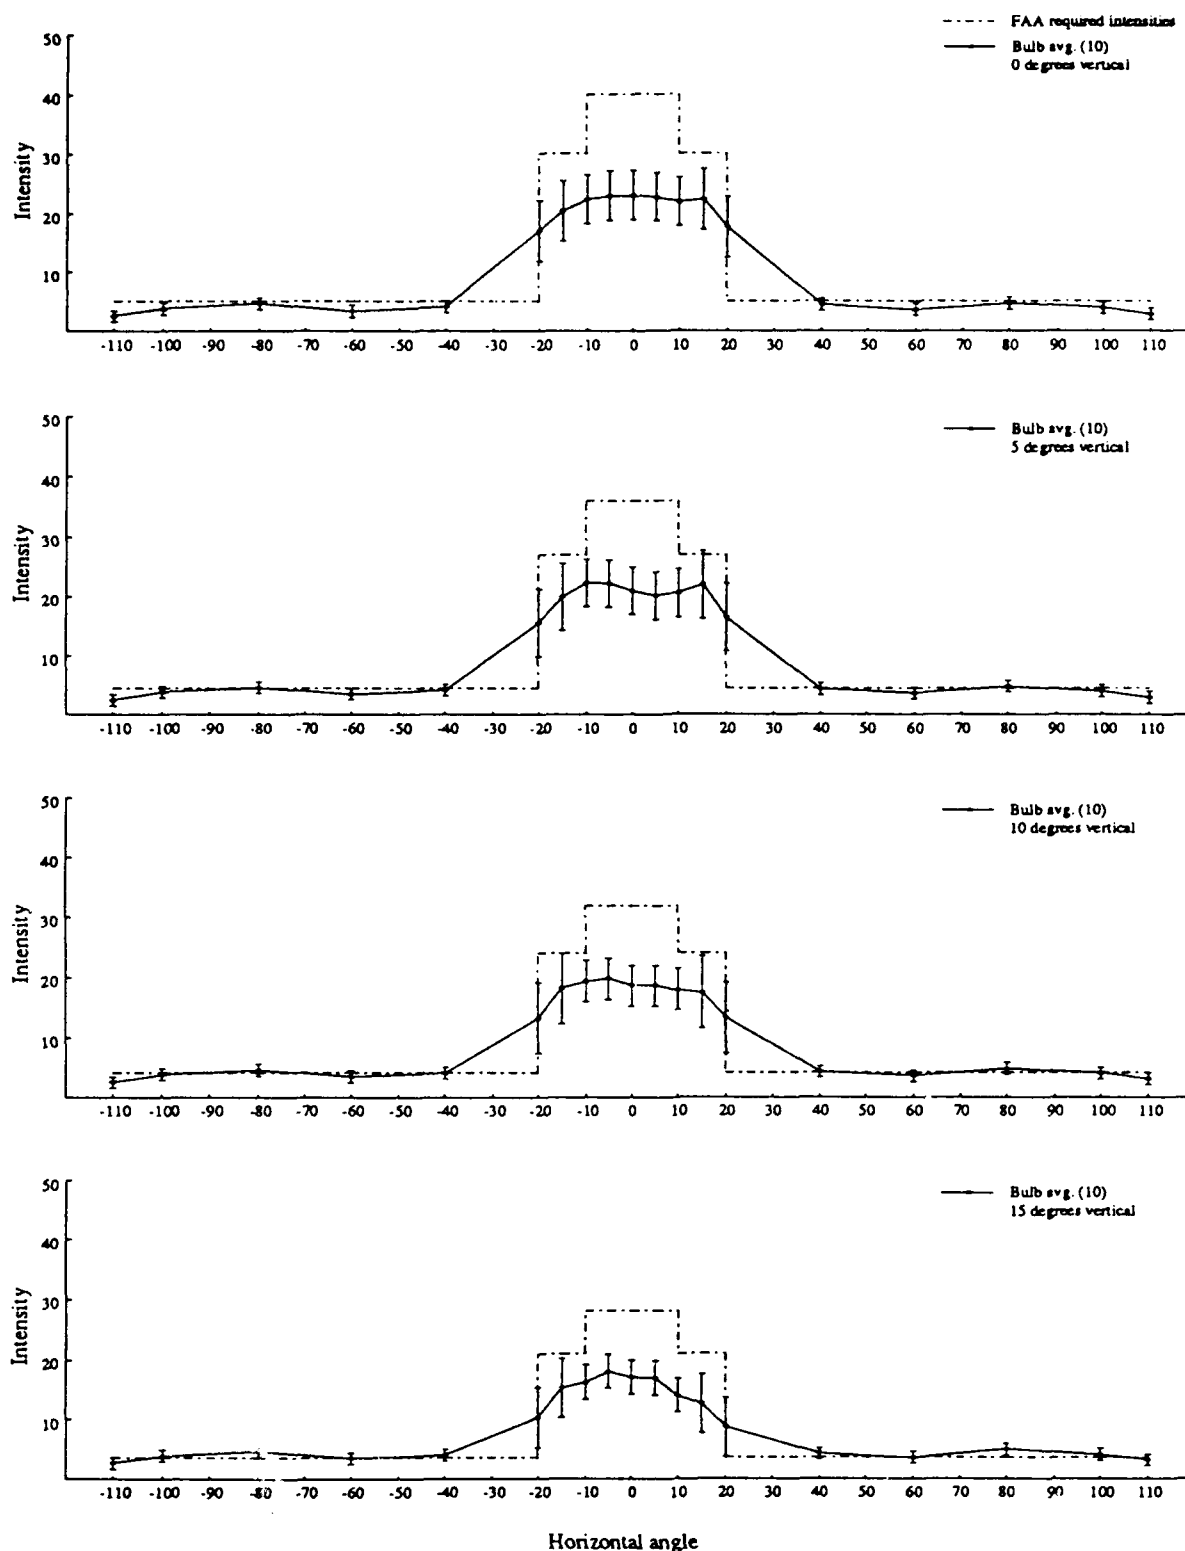 FAA required intensities
Bulb avg. (10)
0 degrees vertical
50
40
30
20
10
Intensity
-110 -100 -90 -80 -70 -60 -50 -40 -30 -20 -10 0 10 20 30 40 50 60 70 80 90 100 110
Bulb avg. (10)
5 degrees vertical
50
40
30
20
10
Intensity
-110 -100 -90 -80 -70 -60 -50 -40 -30 -20 -10 0 10 20 30 40 50 60 70 80 90 100 110
Bulb avg. (10)
10 degrees vertical
50
40
30
20
10
Intensity
-110 -100 -90 -80 -70 -60 -50 -40 -30 -20 -10 0 10 20 30 40 50 60 70 80 90 100 110
Bulb avg. (10)
15 degrees vertical
50
40
30
20
10
Intensity
-110 -100 -90 -80 -70 -60 -50 -40 -30 -20 -10 0 10 20 30 40 50 60 70 80 90 100 110
Horizontal angle